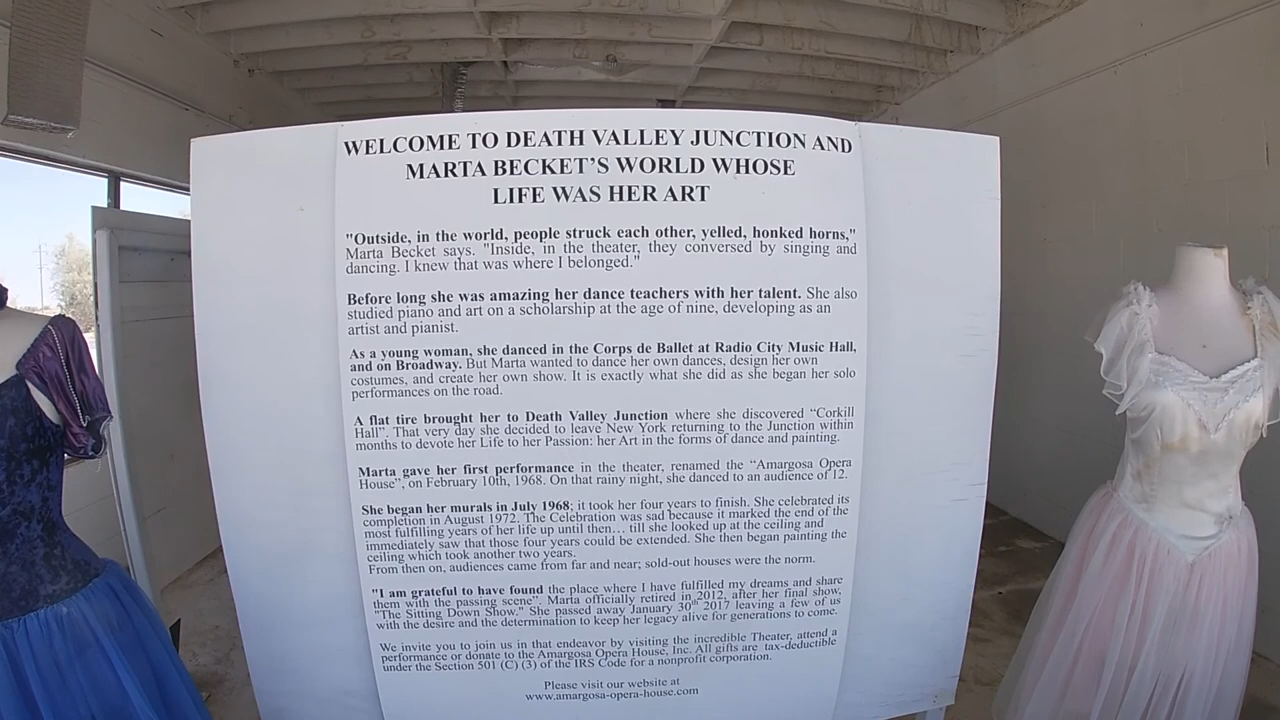 WELCOME TO DEATH VALLEY JUNCTION AND
MARTA BECKET'S WORLD WHOSE
LIFE WAS HER ART
"Outside, in the world, people struck each other, yelled, honked horns,"
Marta Becket says. "Inside, in the theater, they conversed by singing and
dancing. I knew that was where I belonged."
Before long she was amazing her dance teachers with her talent. She also
studied piano and art on a scholarship at the age of nine, developing as an
artist and pianist.
As a young woman, she danced in the Corps de Ballet at Radio City Music Hall,
and on Broadway. But Marta wanted to dance her own dances, design her own
costumes, and create her own show. It is exactly what she did as she began her solo
performances on the road.
A flat tire brought her to Death Valley Junction where she discovered "Corkill
Hall". That very day she decided to leave New York returning to the Junction within
months to devote her Life to her Passion: her Art in the forms of dance and painting.
Marta gave her first performance in the theater, renamed the "Amargosa Opera
House", on February 10th, 1968. On that rainy night, she danced to an audience of 12.
She began her murals in July 1968; it took her four years to finish. She celebrated its
completion in August 1972. The Celebration was sad because it marked the end of the
most fulfilling years of her life up until then… till she looked up at the ceiling and
immediately saw that those four years could be extended. She then began painting the
ceiling which took another two years.
From then on, audiences came from far and near; sold-out houses were the norm.
"I am grateful to have found the place where I have fulfilled my dreams and share
them with the passing scene". Marta officially retired in 2012, after her final show,
"The Sitting Down Show." She passed away January 30th 2017 leaving a few of us
with the desire and the determination to keep her legacy alive for generations to come.
We invite you to join us in that endeavor by visiting the incredible Theater, attend a
performance or donate to the Amargosa Opera House, Inc. All gifts are tax-deductible
under the Section 501 (C) (3) of the IRS Code for a nonprofit corporation.
Please visit our website at
www.amargosa-opera-house.com